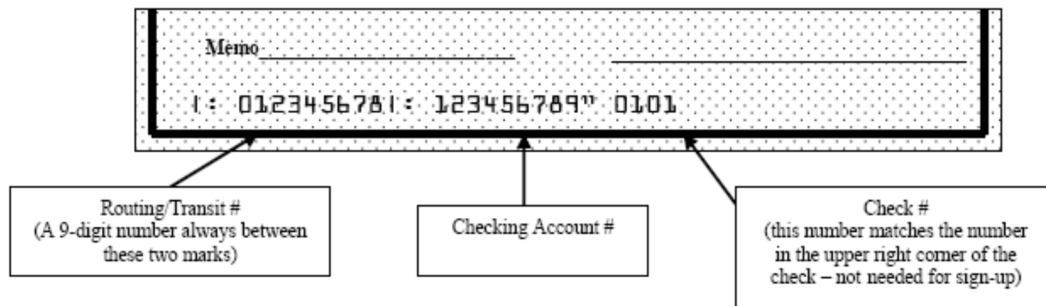 Memo
|: 012345678|: 123456789" 0101
Routing/Transit #
(A 9-digit number always between
these two marks)
Checking Account #
Check #
(this number matches the number
in the upper right corner of the
check – not needed for sign-up)